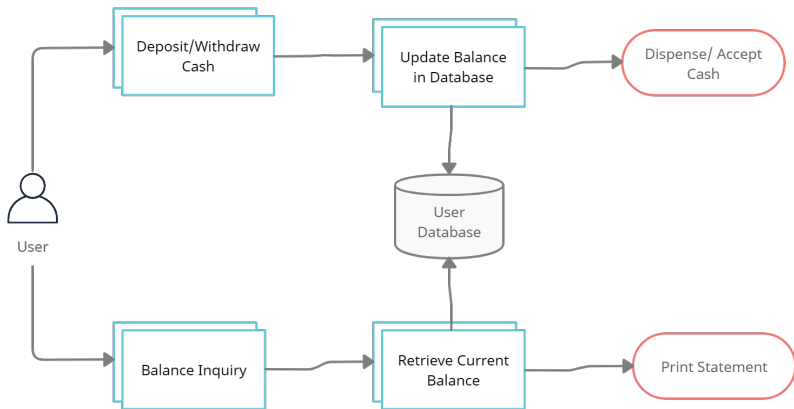 Deposit/Withdraw
Cash
Update Balance
in Database
Dispense/ Accept
Cash
User
User
Database
Balance Inquiry
Retrieve Current
Balance
Print Statement